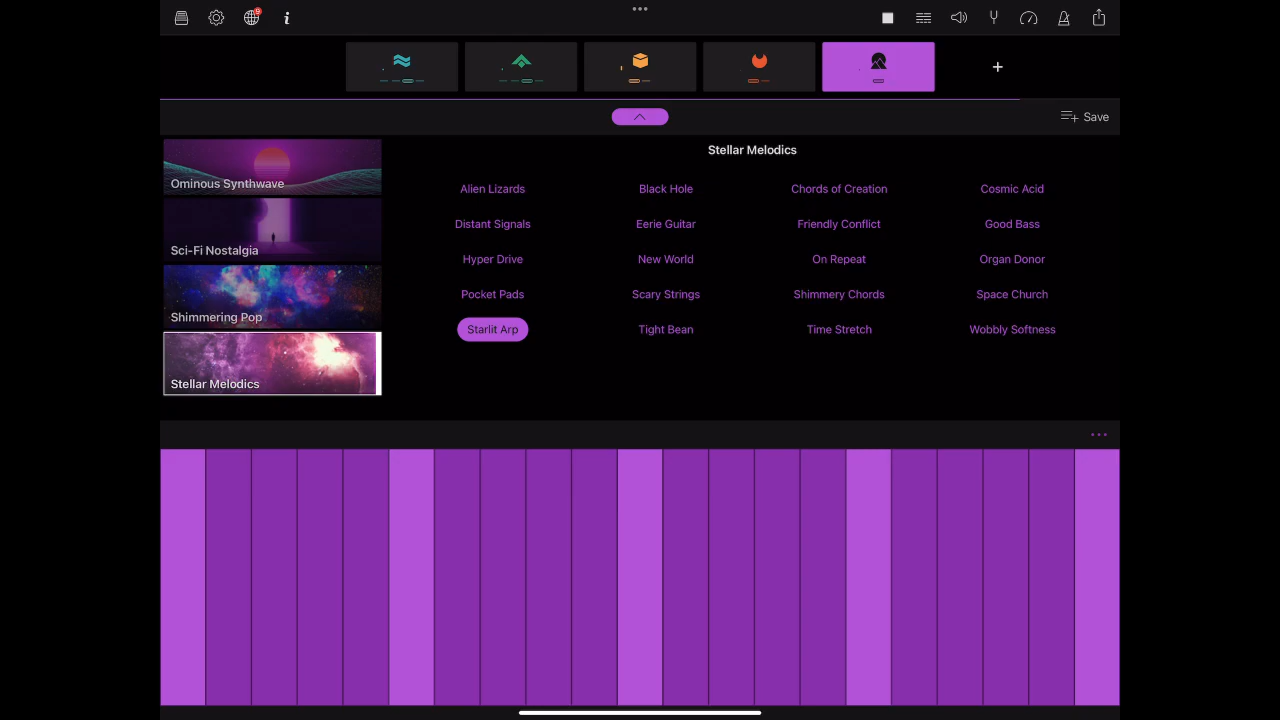 9
Save
Stellar Melodics
Ominous Synthwave
Sci-Fi Nostalgia
Shimmering Pop
Stellar Melodics
Alien Lizards Black Hole Chords of Creation Cosmic Acid
Distant Signals Eerie Guitar Friendly Conflict Good Bass
Hyper Drive New World On Repeat Organ Donor
Pocket Pads Scary Strings Shimmery Chords Space Church
Starlit Arp Tight Bean Time Stretch Wobbly Softness